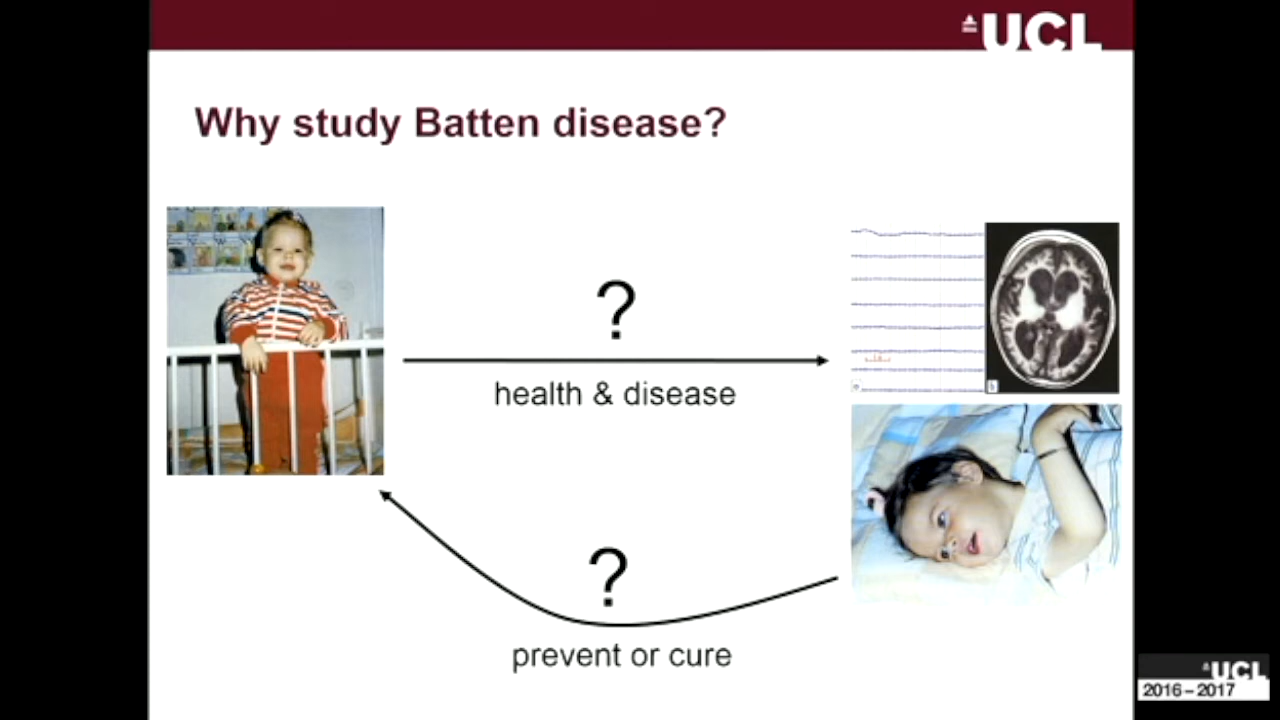 UCL
Why study Batten disease?
?
health & disease
?
prevent or cure
UCL
2016 – 2017